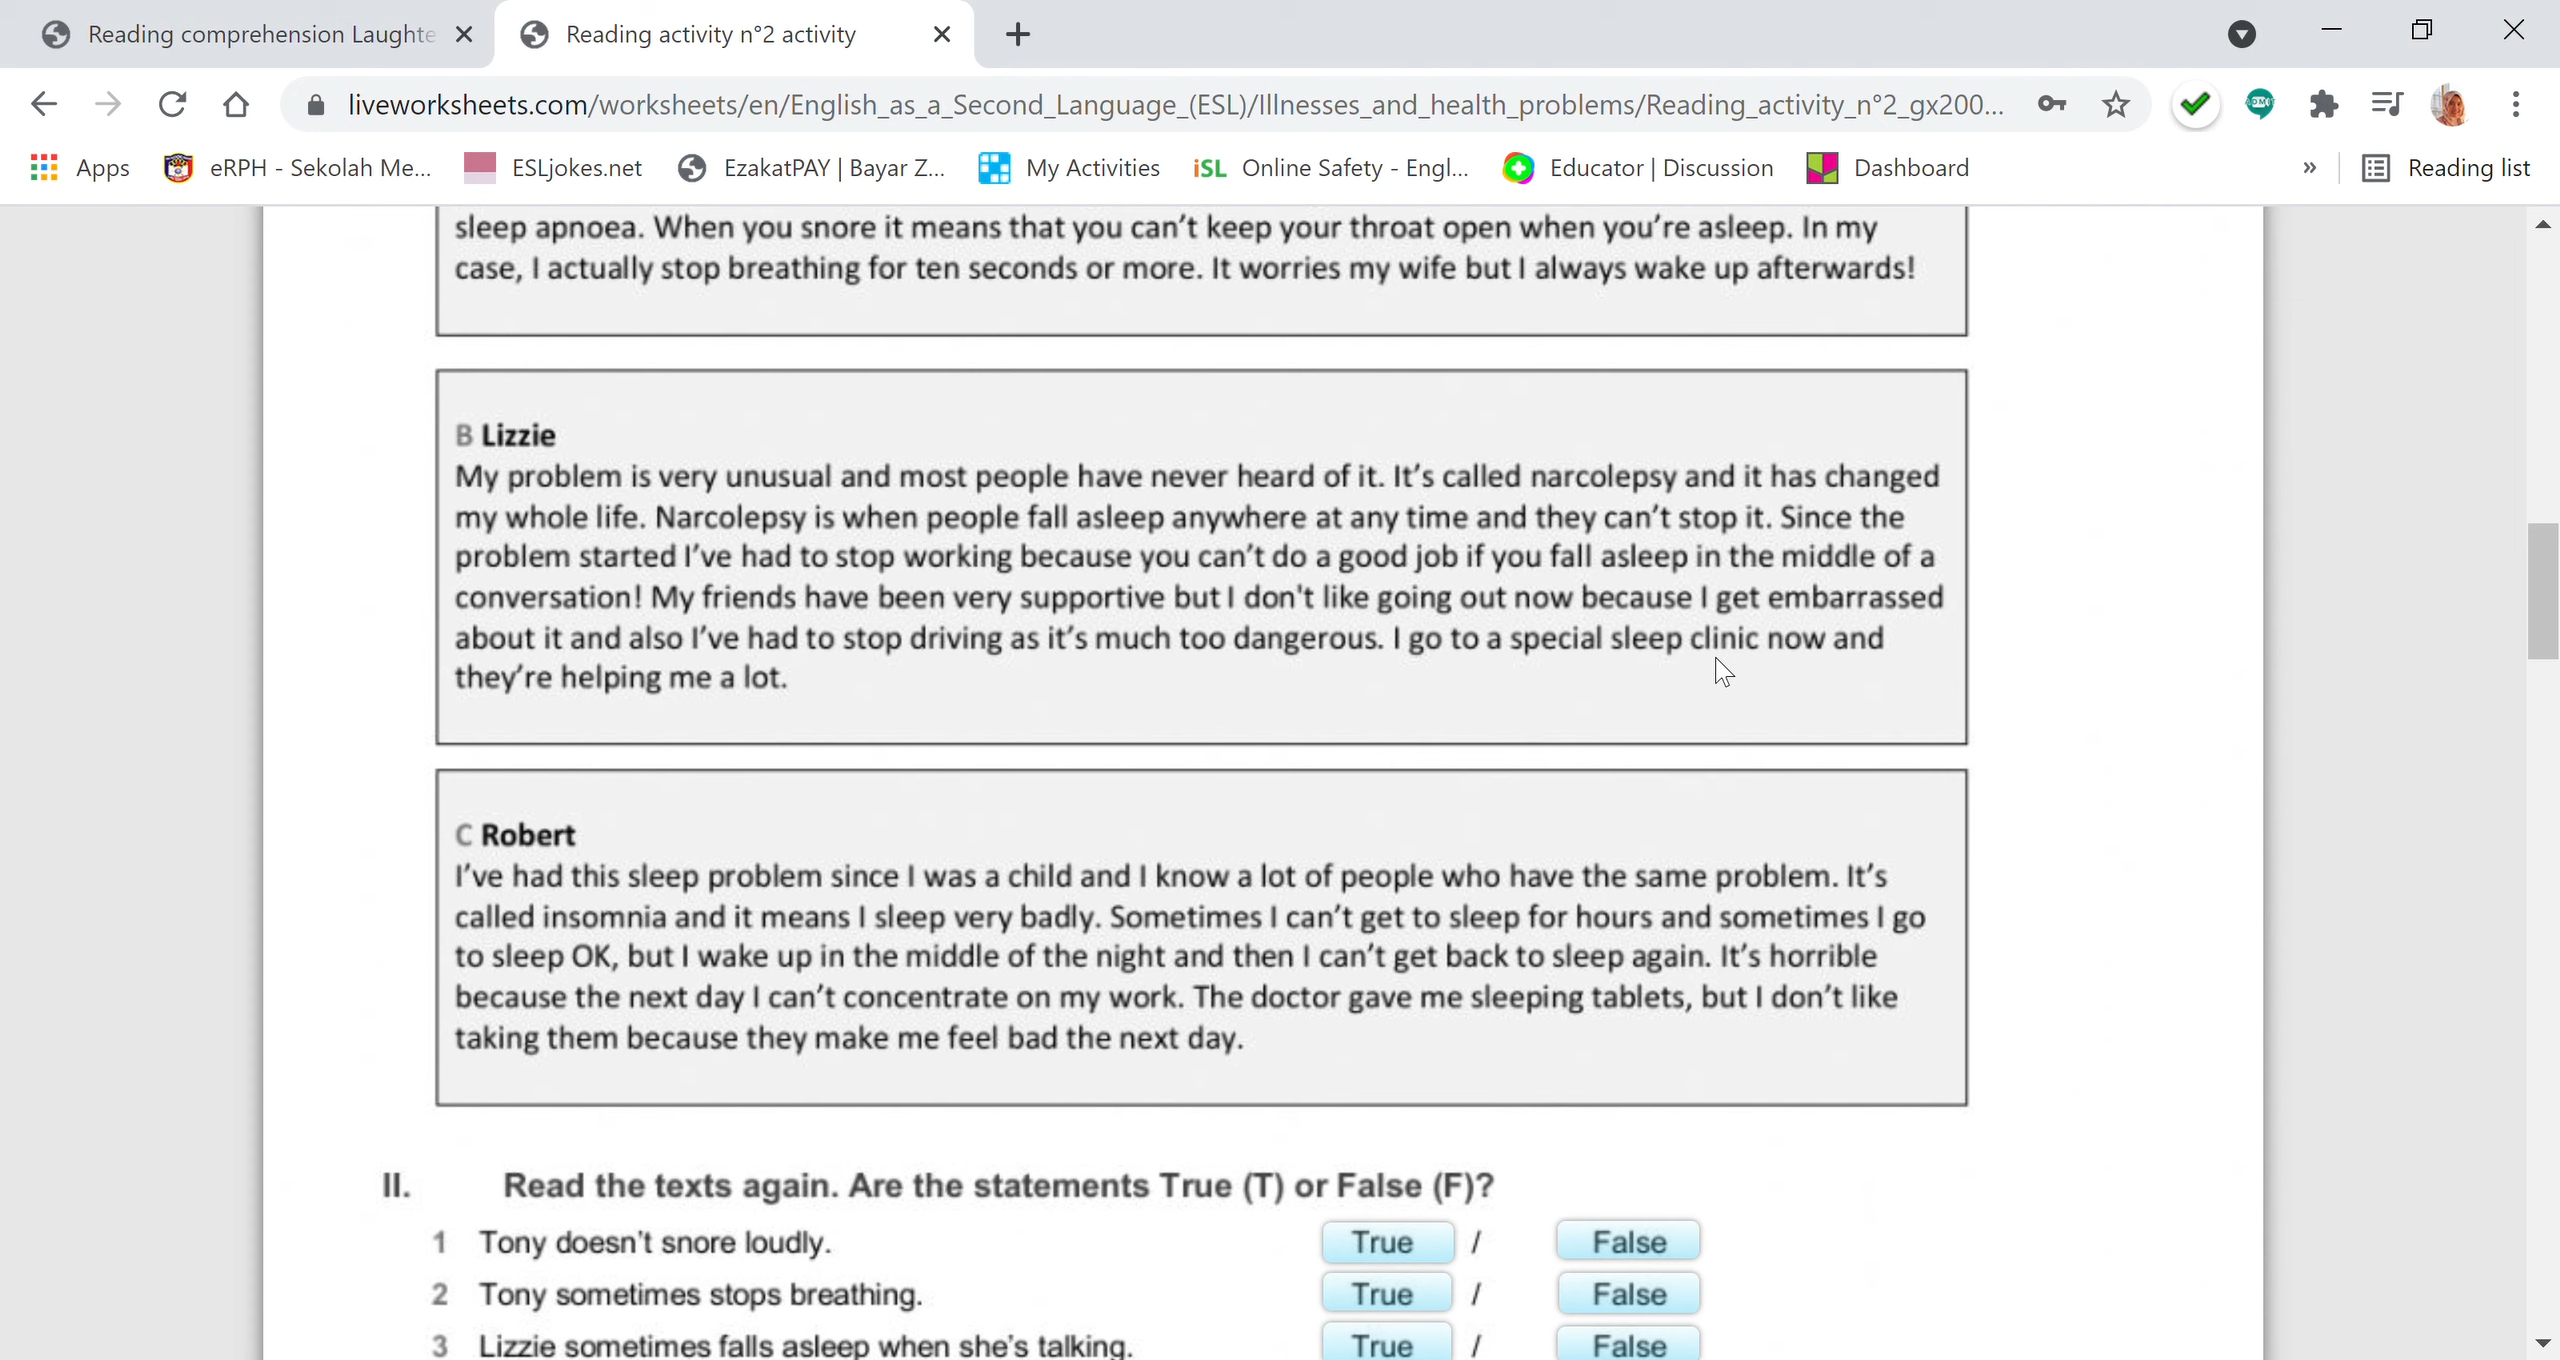 Reading comprehension Laughte
Reading activity n°2 activity
liveworksheets.com/worksheets/en/English_as_a_Second_Language_(ESL)/Illnesses_and_health_problems/Reading_activity_n°2_gx200...
Apps
eRPH - Sekolah Me...
ESLjokes.net
EzakatPAY | Bayar Z...
My Activities
iSL Online Safety - Engl...
Educator | Discussion
Dashboard
»
Reading list
sleep apnoea. When you snore it means that you can't keep your throat open when you're asleep. In my
case, I actually stop breathing for ten seconds or more. It worries my wife but I always wake up afterwards!
B Lizzie
My problem is very unusual and most people have never heard of it. It's called narcolepsy and it has changed
my whole life. Narcolepsy is when people fall asleep anywhere at any time and they can't stop it. Since the
problem started I've had to stop working because you can't do a good job if you fall asleep in the middle of a
conversation! My friends have been very supportive but I don't like going out now because I get embarrassed
about it and also I've had to stop driving as it's much too dangerous. I go to a special sleep clinic now and
they're helping me a lot.
C Robert
I've had this sleep problem since I was a child and I know a lot of people who have the same problem. It's
called insomnia and it means I sleep very badly. Sometimes I can't get to sleep for hours and sometimes I go
to sleep OK, but I wake up in the middle of the night and then I can't get back to sleep again. It's horrible
because the next day I can't concentrate on my work. The doctor gave me sleeping tablets, but I don't like
taking them because they make me feel bad the next day.
II. Read the texts again. Are the statements True (T) or False (F)?
1 Tony doesn't snore loudly. True / False
2 Tony sometimes stops breathing. True / False
3 Lizzie sometimes falls asleep when she's talking. True / False